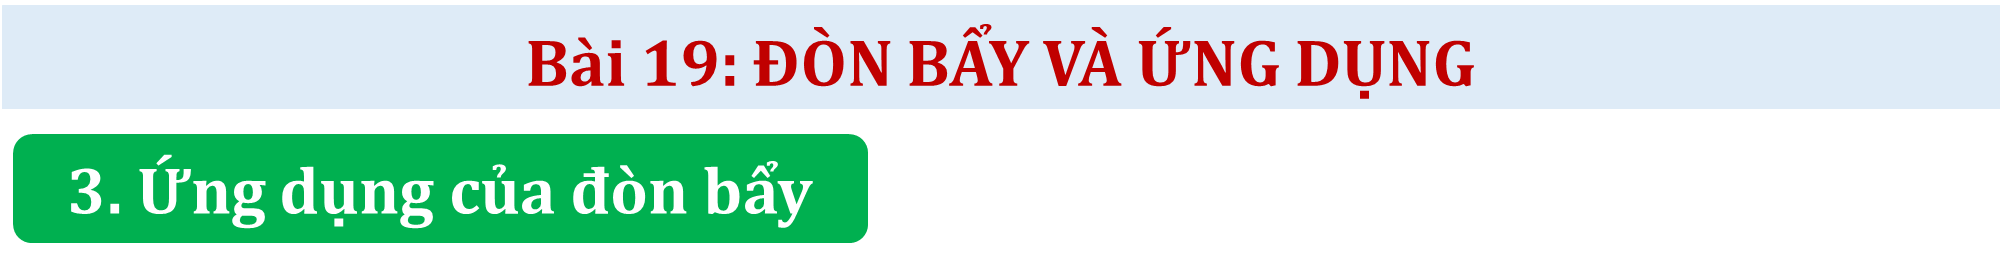 Bài 19: ĐÒN BẨY VÀ ỨNG DỤNG
3. Ứng dụng của đòn bẩy